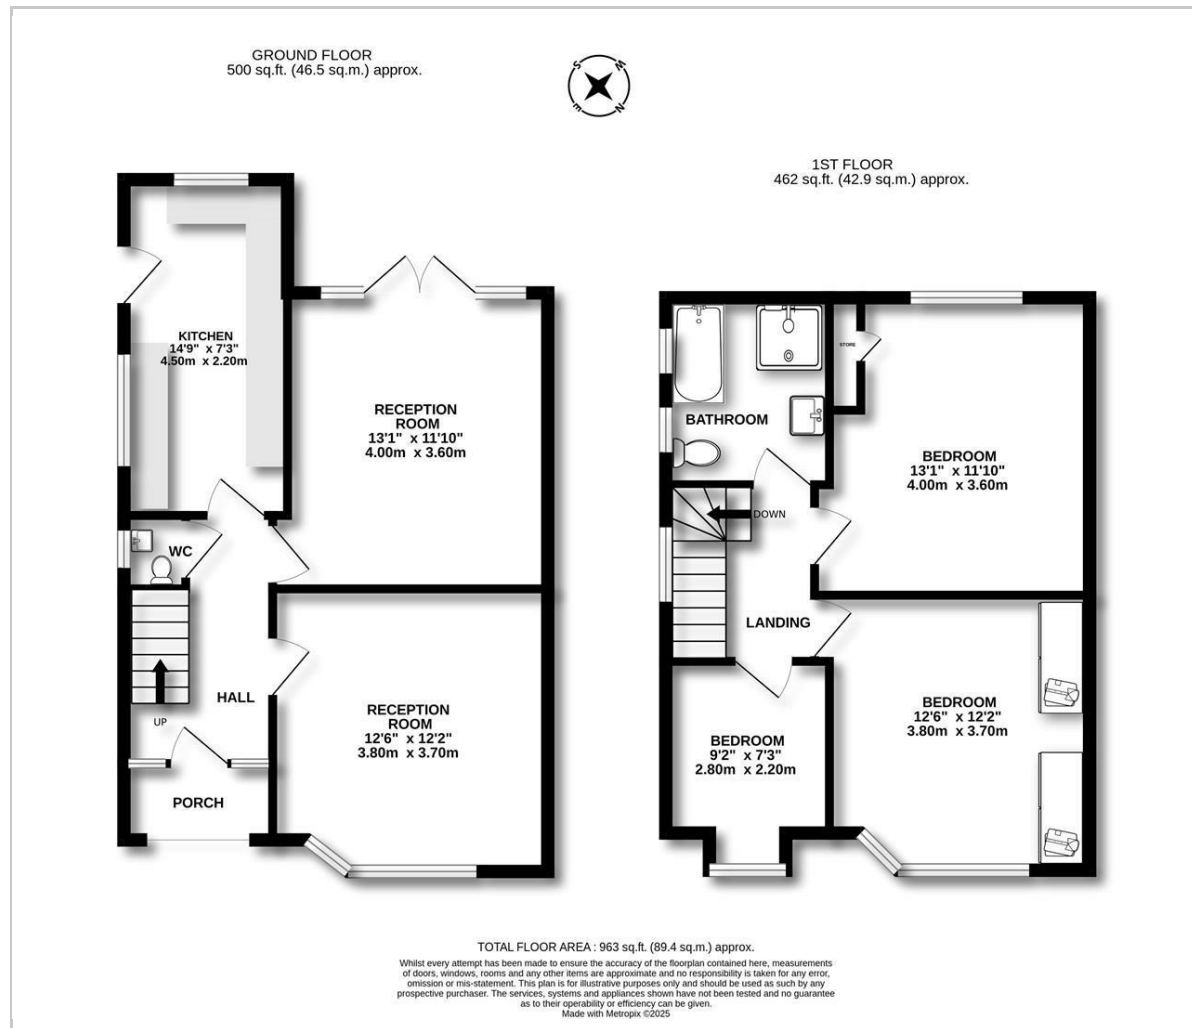 GROUND FLOOR
500 sq.ft. (46.5 sq.m.) approx.
S
W
E
N
1ST FLOOR
462 sq.ft. (42.9 sq.m.) approx.
KITCHEN
14'9" x 7'3"
4.50m x 2.20m
RECEPTION
ROOM
13'1" x 11'10"
4.00m x 3.60m
WC
HALL
UP
RECEPTION
ROOM
12'6" x 12'2"
3.80m x 3.70m
PORCH
STORE
BATHROOM
BEDROOM
13'1" x 11'10"
4.00m x 3.60m
DOWN
LANDING
BEDROOM
12'6" x 12'2"
3.80m x 3.70m
BEDROOM
9'2" x 7'3"
2.80m x 2.20m
TOTAL FLOOR AREA : 963 sq.ft. (89.4 sq.m.) approx.
Whilst every attempt has been made to ensure the accuracy of the floorplan contained here, measurements
of doors, windows, rooms and any other items are approximate and no responsibility is taken for any error,
omission or mis-statement. This plan is for illustrative purposes only and should be used as such by any
prospective purchaser. The services, systems and appliances shown have not been tested and no guarantee
as to their operability or efficiency can be given.
Made with Metropix ©2025